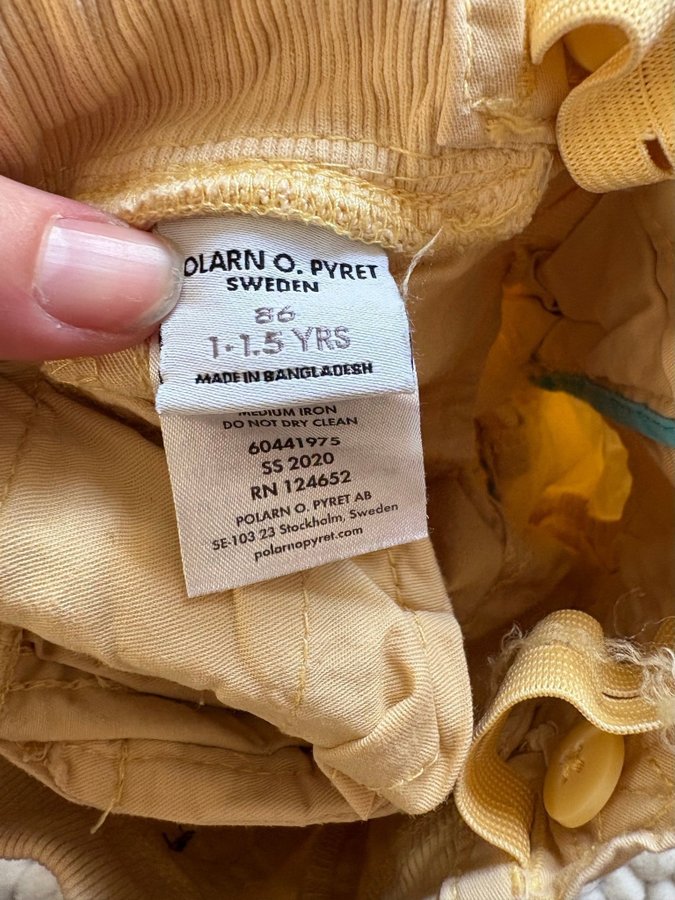 OLARN O. PYRET
SWEDEN
86
1-1.5 YRS
MADE IN BANGLADESH
MEDIUM IRON
DO NOT DRY CLEAN
60441975
SS 2020
RN 124652
POLARN O. PYRET AB
SE-103 23 Stockholm, Sweden
polarnopyret.com